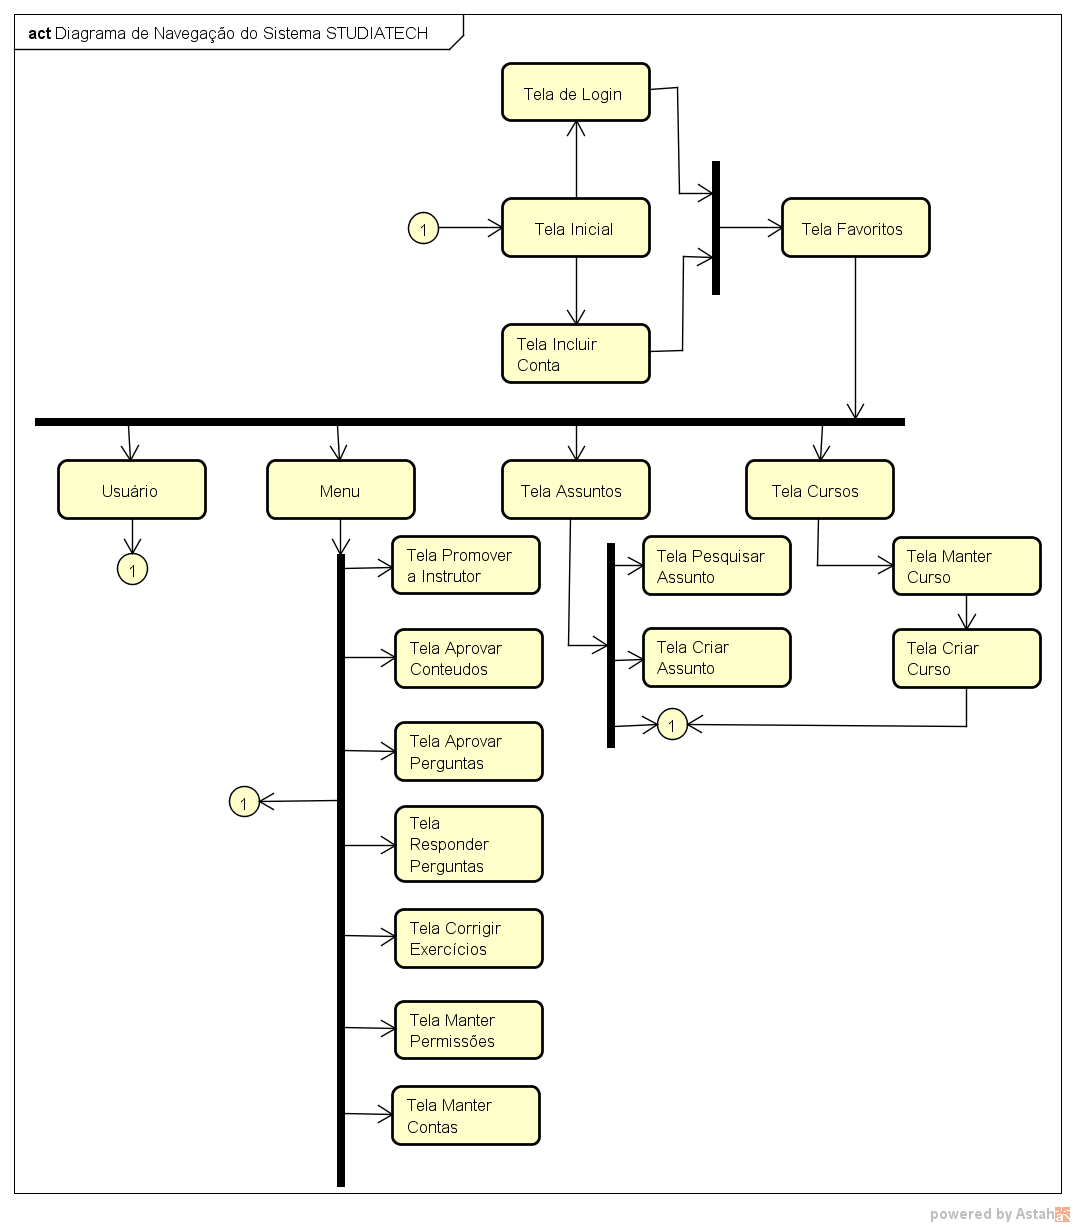 act Diagrama de Navegação do Sistema STUDIATECH
Tela de Login
1
Tela Inicial
Tela Favoritos
Tela Incluir
Conta
Usuário
Menu
Tela Assuntos
Tela Cursos
1
Tela Promover
a Instrutor
Tela Pesquisar
Assunto
Tela Manter
Curso
Tela Aprovar
Conteudos
Tela Criar
Assunto
Tela Criar
Curso
1
Tela Aprovar
Perguntas
1
Tela
Responder
Perguntas
Tela Corrigir
Exercícios
Tela Manter
Permissões
Tela Manter
Contas
powered by Astah